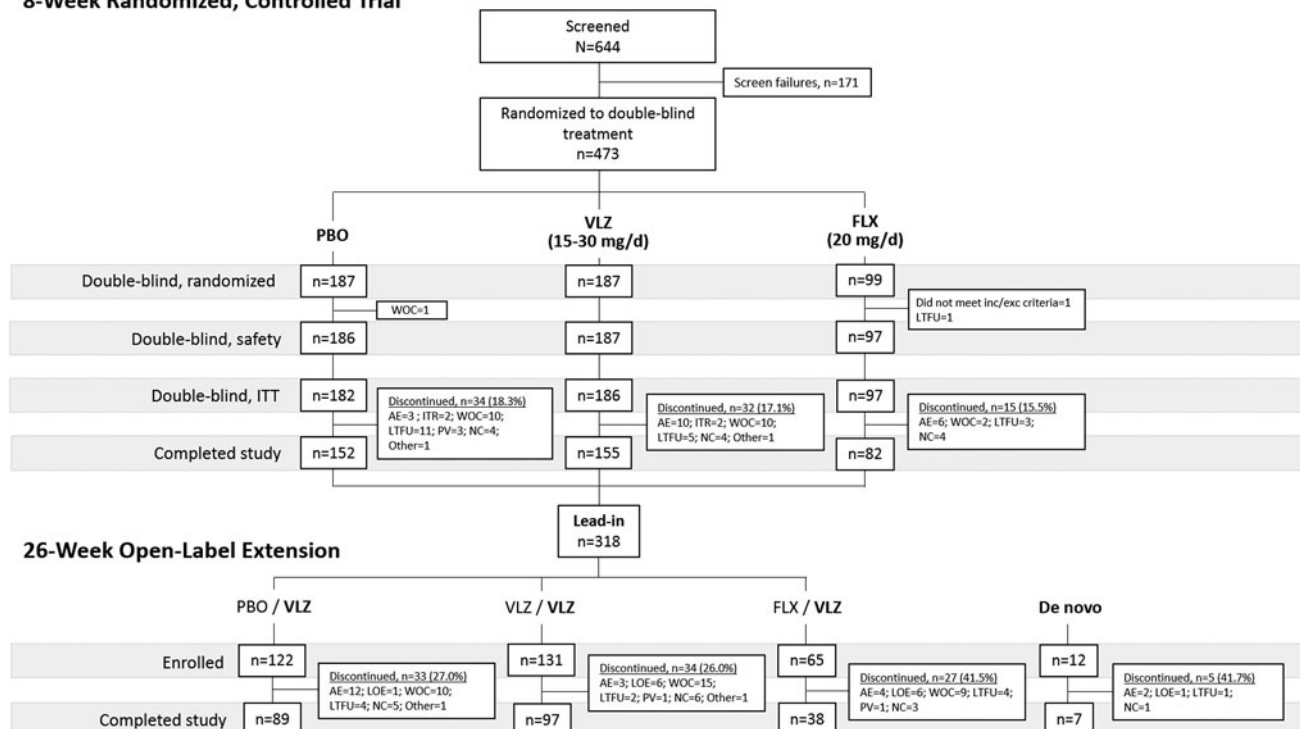 8-Week Randomized, Controlled Trial
Screened
N=644
Screen failures, n=171
Randomized to double-blind
treatment
n=473
PBO
VLZ
(15-30 mg/d)
FLX
(20 mg/d)
Double-blind, randomized
n=187
n=187
n=99
WOC=1
Did not meet inc/exc criteria=1
LTFU=1
Double-blind, safety
n=186
n=187
n=97
Double-blind, ITT
n=182
n=186
n=97
Discontinued, n=34 (18.3%)
AE=3 ; ITR=2; WOC=10;
LTFU=11; PV=3; NC=4;
Other=1
Discontinued, n=32 (17.1%)
AE=10; ITR=2; WOC=10;
LTFU=5; NC=4; Other=1
Discontinued, n=15 (15.5%)
AE=6; WOC=2; LTFU=3;
NC=4
Completed study
n=152
n=155
n=82
Lead-in
n=318
26-Week Open-Label Extension
PBO / VLZ
VLZ / VLZ
FLX / VLZ
De novo
Enrolled
n=122
n=131
n=65
n=12
Discontinued, n=33 (27.0%)
AE=12; LOE=1; WOC=10;
LTFU=4; NC=5; Other=1
Discontinued, n=34 (26.0%)
AE=3; LOE=6; WOC=15;
LTFU=2; PV=1; NC=6; Other=1
Discontinued, n=27 (41.5%)
AE=4; LOE=6; WOC=9; LTFU=4;
PV=1; NC=3
Discontinued, n=5 (41.7%)
AE=2; LOE=1; LTFU=1;
NC=1
Completed study
n=89
n=97
n=38
n=7